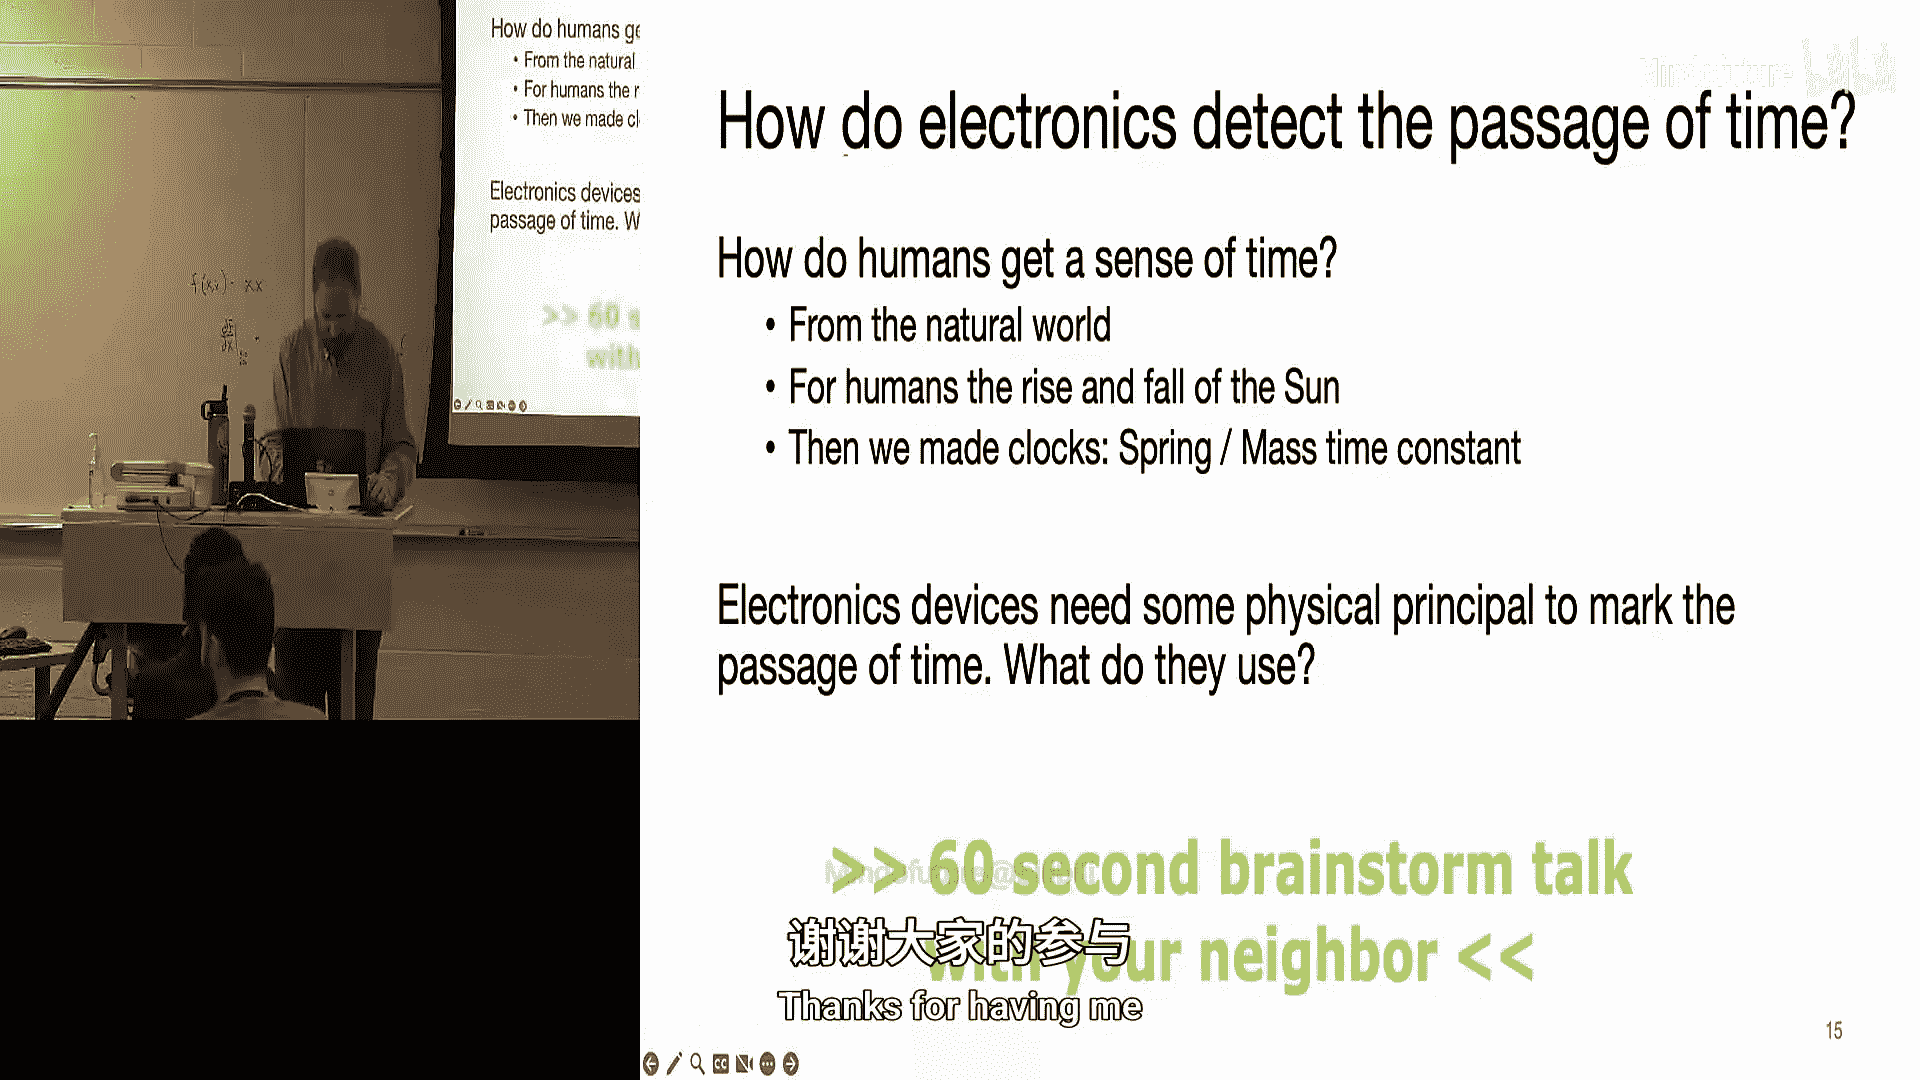 How do humans ge
• From the natural
• For humans the r
• Then we made cl
Electronics devices
passage of time. W
>> 60 s
with
f(x) = xx
How do electronics detect the passage of time?
How do humans get a sense of time?
• From the natural world
• For humans the rise and fall of the Sun
• Then we made clocks: Spring / Mass time constant
Electronics devices need some physical principal to mark the
passage of time. What do they use?
>> 60 second brainstorm talk
with your neighbor <<
谢谢大家的参与
Thanks for having me
15